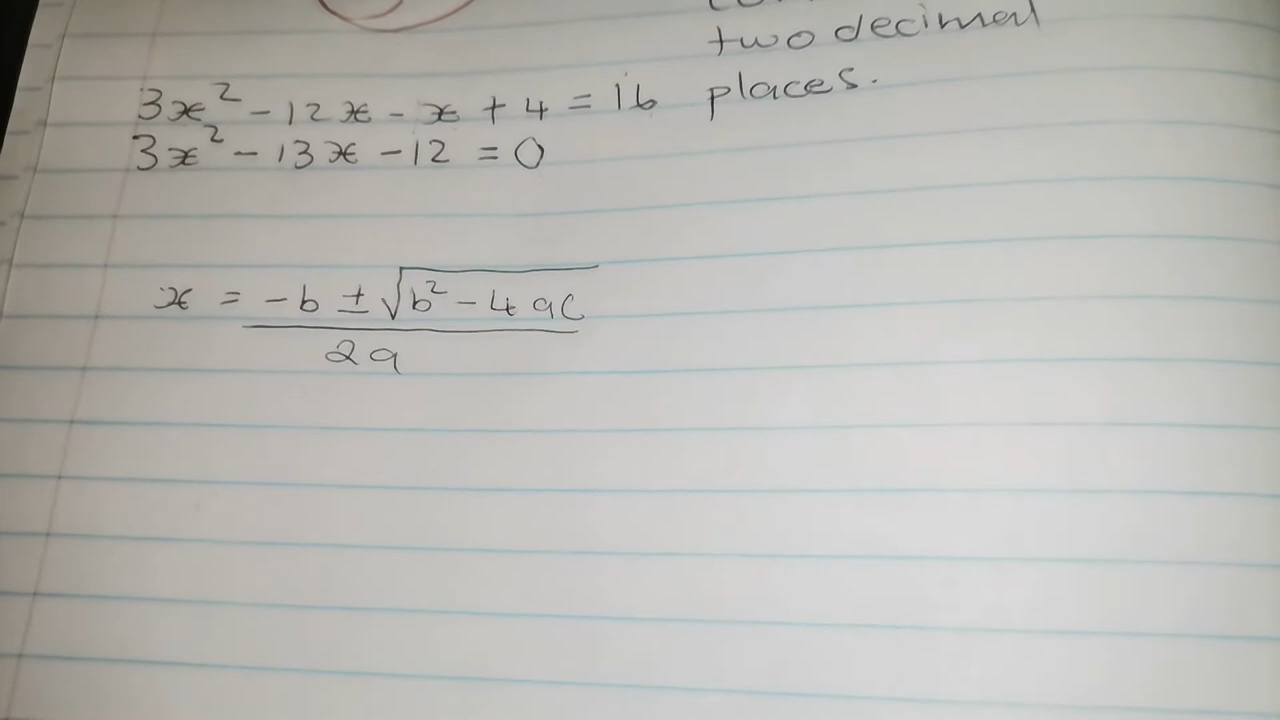 two decimal
places.
3x² - 12x - x + 4 = 16
3x² - 13x - 12 = 0
x = -b ± √b² - 4ac
2a